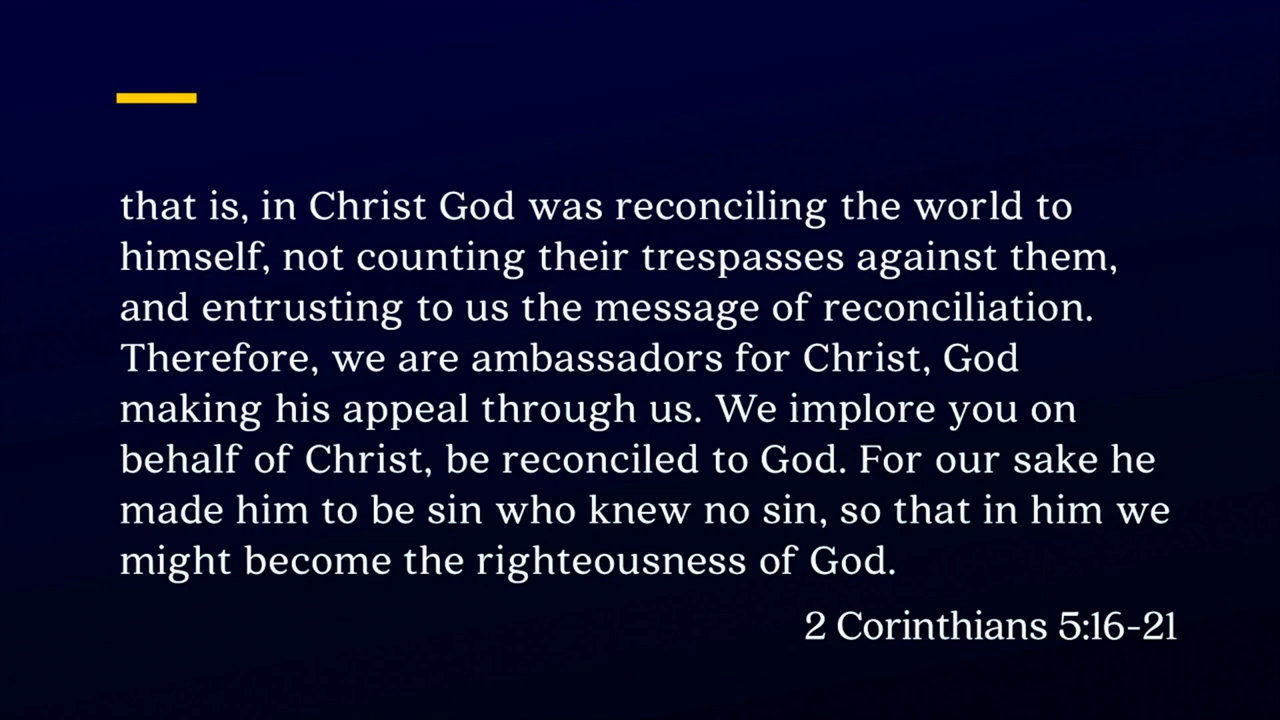 that is, in Christ God was reconciling the world to
himself, not counting their trespasses against them,
and entrusting to us the message of reconciliation.
Therefore, we are ambassadors for Christ, God
making his appeal through us. We implore you on
behalf of Christ, be reconciled to God. For our sake he
made him to be sin who knew no sin, so that in him we
might become the righteousness of God.
2 Corinthians 5:16-21